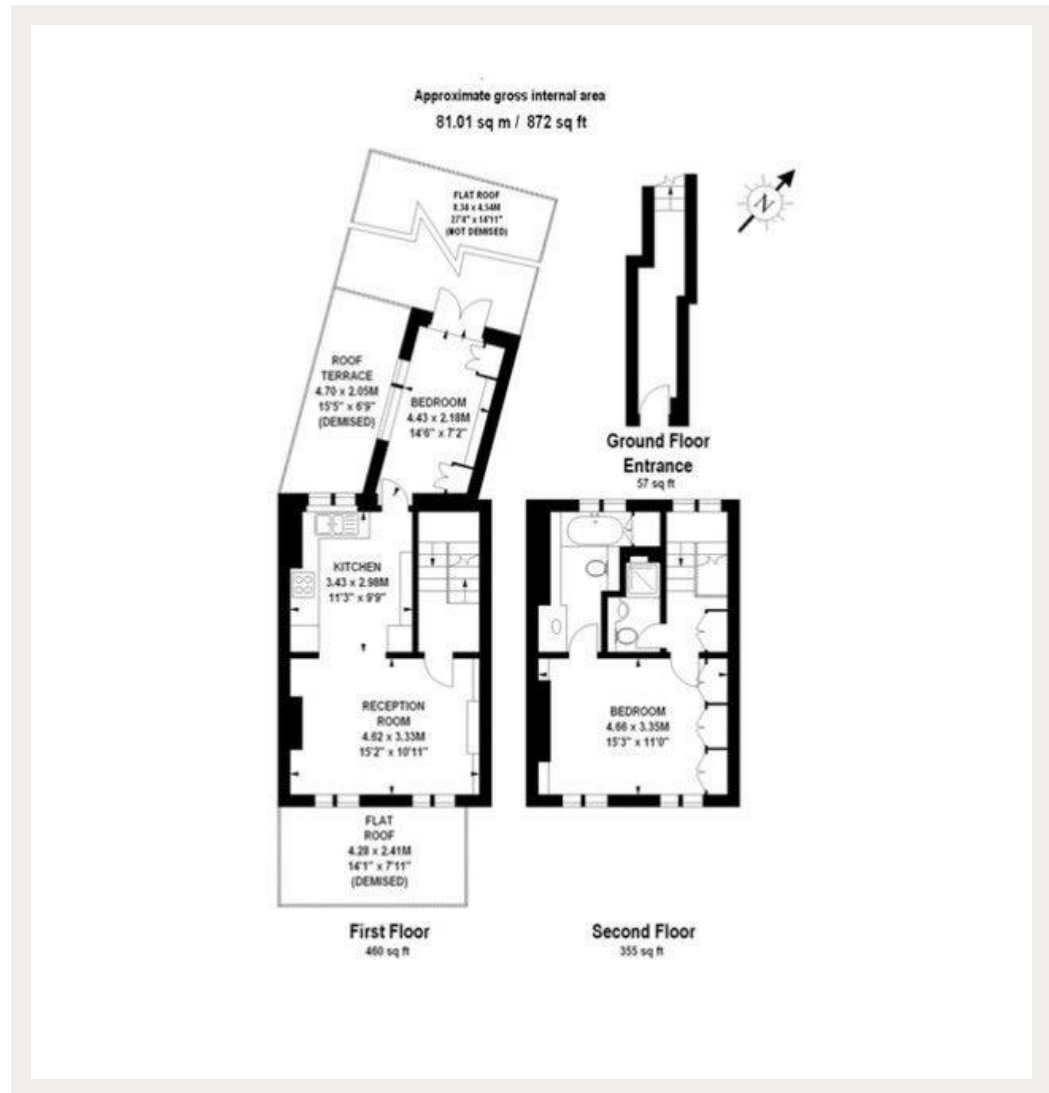 Approximate gross internal area
81.01 sq m / 872 sq ft
FLAT ROOF
8.34 x 4.54M
27'4" x 14'11"
(NOT DEMISED)
N
ROOF
TERRACE
4.70 x 2.05M
15'5" x 6'9"
(DEMISED)
BEDROOM
4.43 x 2.18M
14'6" x 7'2"
Ground Floor
Entrance
57 sq ft
KITCHEN
3.43 x 2.98M
11'3" x 9'9"
RECEPTION
ROOM
4.62 x 3.33M
15'2" x 10'11"
BEDROOM
4.66 x 3.35M
15'3" x 11'0"
FLAT
ROOF
4.28 x 2.41M
14'1" x 7'11"
(DEMISED)
First Floor
460 sq ft
Second Floor
355 sq ft